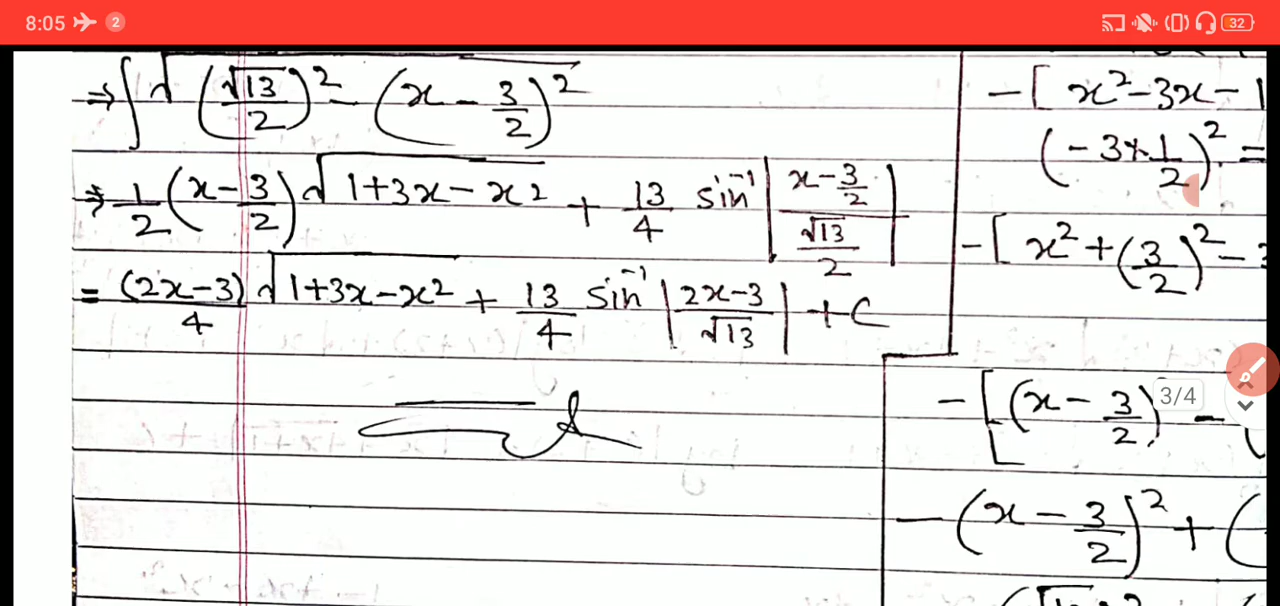 8:05 2 32
⇒ ∫ √ (√13/2)² - (x - 3/2)²
⇒ 1/2 (x - 3/2) √1+3x-x² + 13/4 sin⁻¹ | x - 3/2 / √13/2 |
= (2x-3)/4 √1+3x-x² + 13/4 sin⁻¹ | 2x-3/√13 | + C
- [ x²-3x-1
(-3×1/2)² =
- [ x² + (3/2)² -
3/4
- [ (x - 3/2) - (
- (x - 3/2)² + (